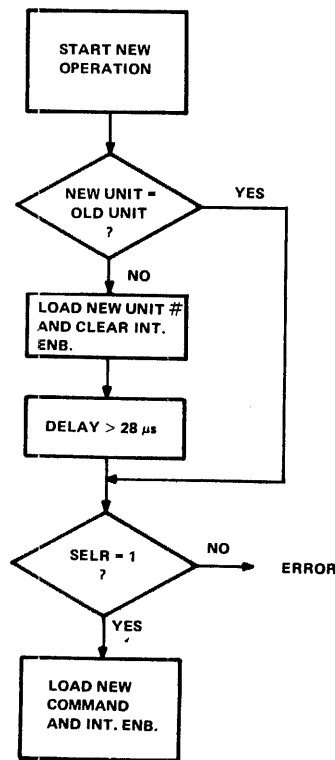 START NEW
OPERATION
NEW UNIT =
OLD UNIT
?
YES
NO
LOAD NEW UNIT #
AND CLEAR INT.
ENB.
DELAY > 28 μs
SELR = 1
?
NO
ERROR
YES
LOAD NEW
COMMAND
AND INT. ENB.